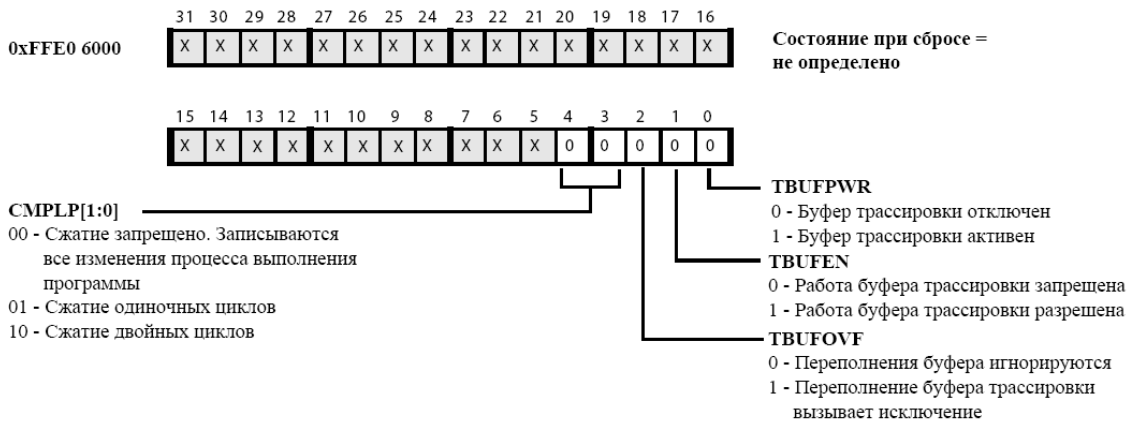 31 30 29 28 27 26 25 24 23 22 21 20 19 18 17 16
0xFFE0 6000
X X X X X X X X X X X X X X X X
Состояние при сбросе =
не определено
15 14 13 12 11 10 9 8 7 6 5 4 3 2 1 0
X X X X X X X X X X X 0 0 0 0 0
CMPLP[1:0]
00 - Сжатие запрещено. Записываются
все изменения процесса выполнения
программы
01 - Сжатие одиночных циклов
10 - Сжатие двойных циклов
TBUFPWR
0 - Буфер трассировки отключен
1 - Буфер трассировки активен
TBUFEN
0 - Работа буфера трассировки запрещена
1 - Работа буфера трассировки разрешена
TBUFOVF
0 - Переполнения буфера игнорируются
1 - Переполнение буфера трассировки
вызывает исключение